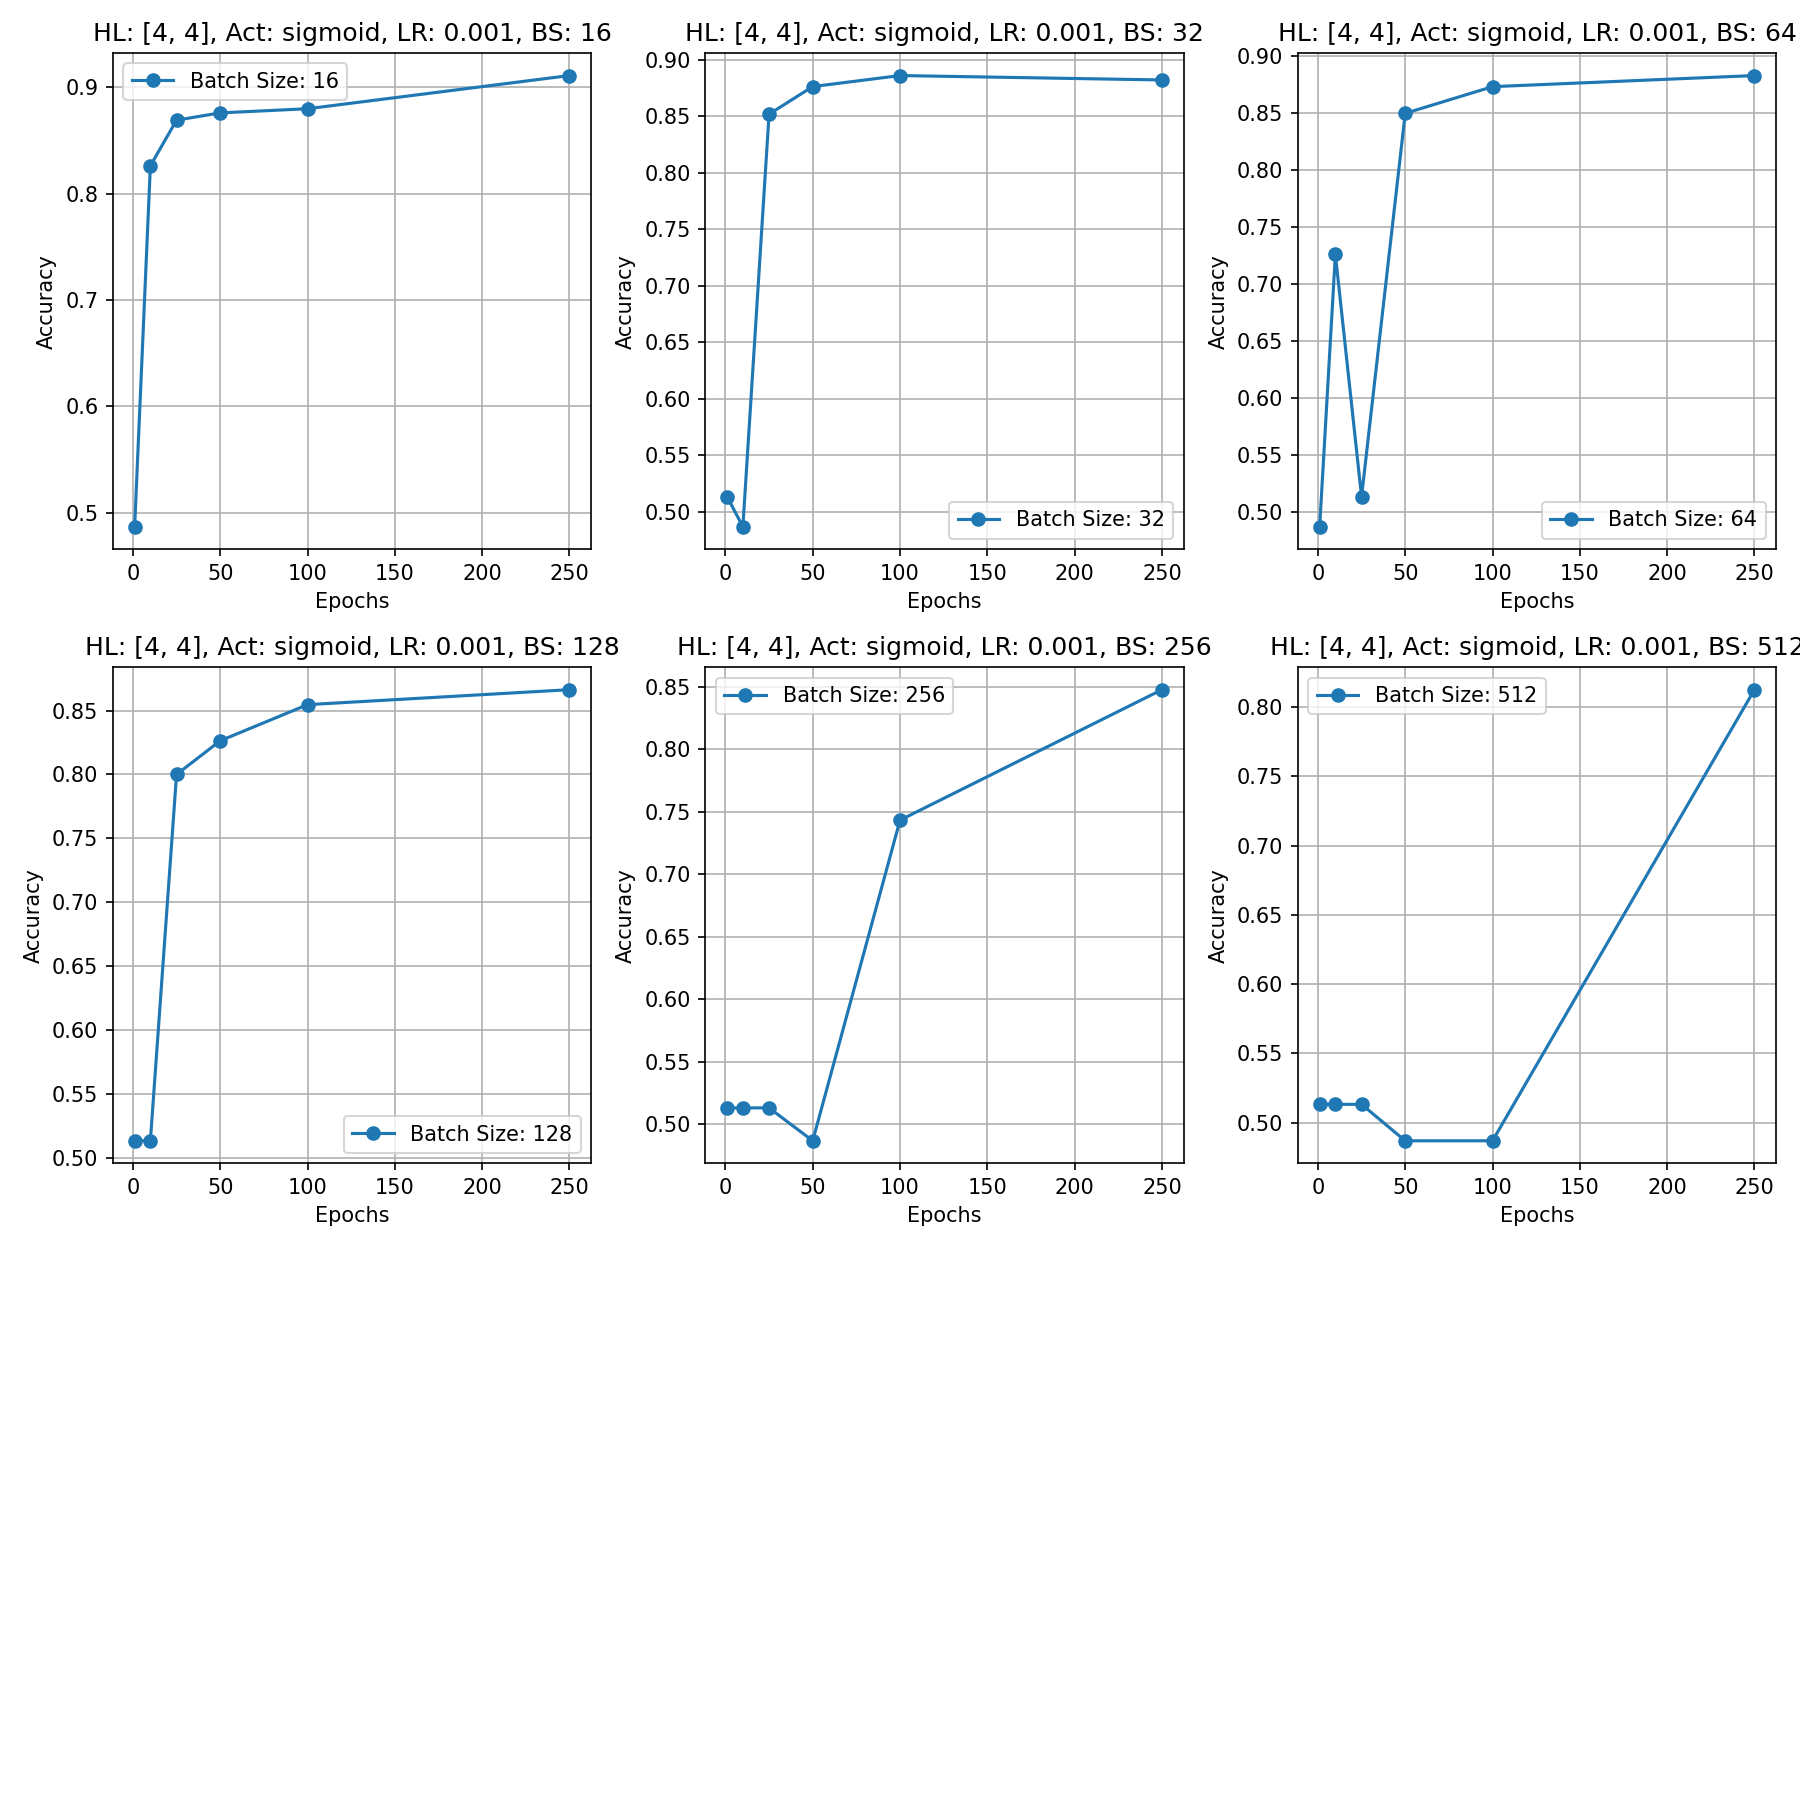 HL: [4, 4], Act: sigmoid, LR: 0.001, BS: 16
Batch Size: 16
0.9
0.8
0.7
0.6
0.5
Accuracy
0 50 100 150 200 250
Epochs
HL: [4, 4], Act: sigmoid, LR: 0.001, BS: 32
0.90
0.85
0.80
0.75
0.70
0.65
0.60
0.55
0.50
Accuracy
Batch Size: 32
0 50 100 150 200 250
Epochs
HL: [4, 4], Act: sigmoid, LR: 0.001, BS: 64
0.90
0.85
0.80
0.75
0.70
0.65
0.60
0.55
0.50
Accuracy
Batch Size: 64
0 50 100 150 200 250
Epochs
HL: [4, 4], Act: sigmoid, LR: 0.001, BS: 128
0.85
0.80
0.75
0.70
0.65
0.60
0.55
0.50
Accuracy
Batch Size: 128
0 50 100 150 200 250
Epochs
HL: [4, 4], Act: sigmoid, LR: 0.001, BS: 256
Batch Size: 256
0.85
0.80
0.75
0.70
0.65
0.60
0.55
0.50
Accuracy
0 50 100 150 200 250
Epochs
HL: [4, 4], Act: sigmoid, LR: 0.001, BS: 512
Batch Size: 512
0.80
0.75
0.70
0.65
0.60
0.55
0.50
Accuracy
0 50 100 150 200 250
Epochs